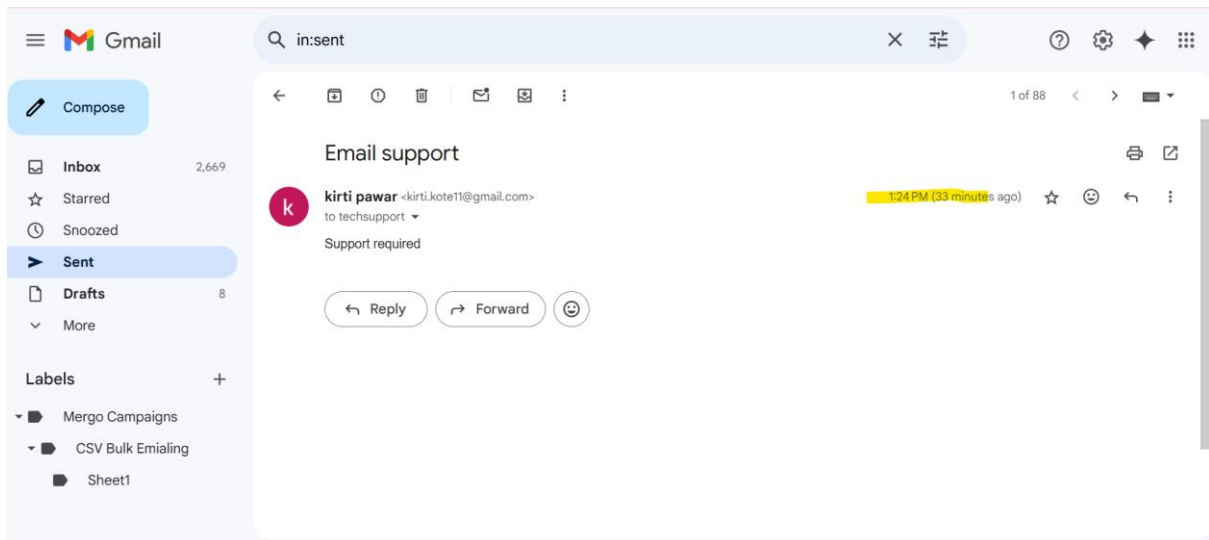 Gmail
in:sent
Compose
1 of 88
Inbox 2,669
Starred
Snoozed
Sent
Drafts 8
More
Labels
Mergo Campaigns
CSV Bulk Emialing
Sheet1
Email support
k
kirti pawar <kirti.kote11@gmail.com>
1:24 PM (33 minutes ago)
to techsupport
Support required
Reply
Forward